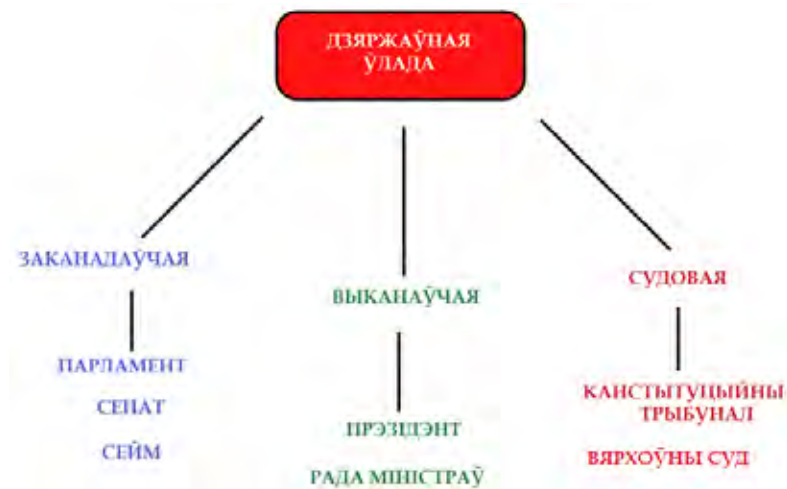 ДЗЯРЖАЎНАЯ
ЎЛАДА
ЗАКАНАДАЎЧАЯ
ПАРЛАМЕНТ
СЕНАТ
СЕЙМ
ВЫКАНАЎЧАЯ
ПРЭЗІДЭНТ
РАДА МІНІСТРАЎ
СУДОВАЯ
КАНСТЫТУЦЫЙНЫ
ТРЫБУНАЛ
ВЯРХОЎНЫ СУД